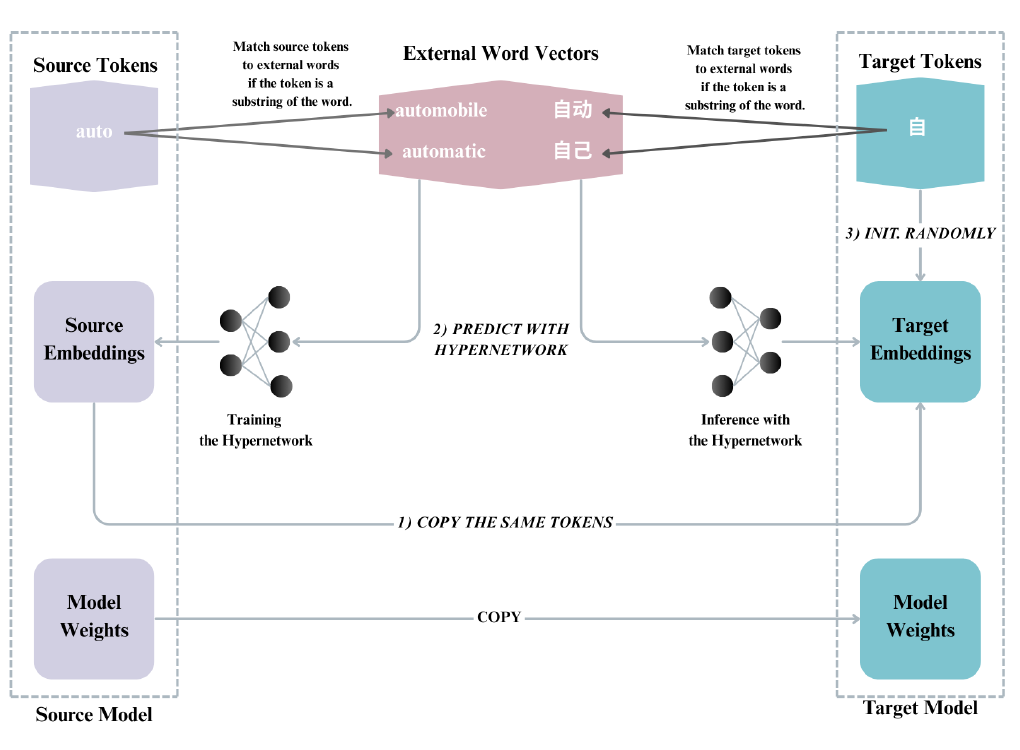 Source Tokens
auto
Match source tokens
to external words
if the token is a
substring of the word.
External Word Vectors
automobile
自动
automatic
自己
Match target tokens
to external words
if the token is a
substring of the word.
Target Tokens
自
3) INIT. RANDOMLY
Source
Embeddings
2) PREDICT WITH
HYPERNETWORK
Target
Embeddings
Training
the Hypernetwork
Inference with
the Hypernetwork
1) COPY THE SAME TOKENS
Model
Weights
COPY
Model
Weights
Source Model
Target Model